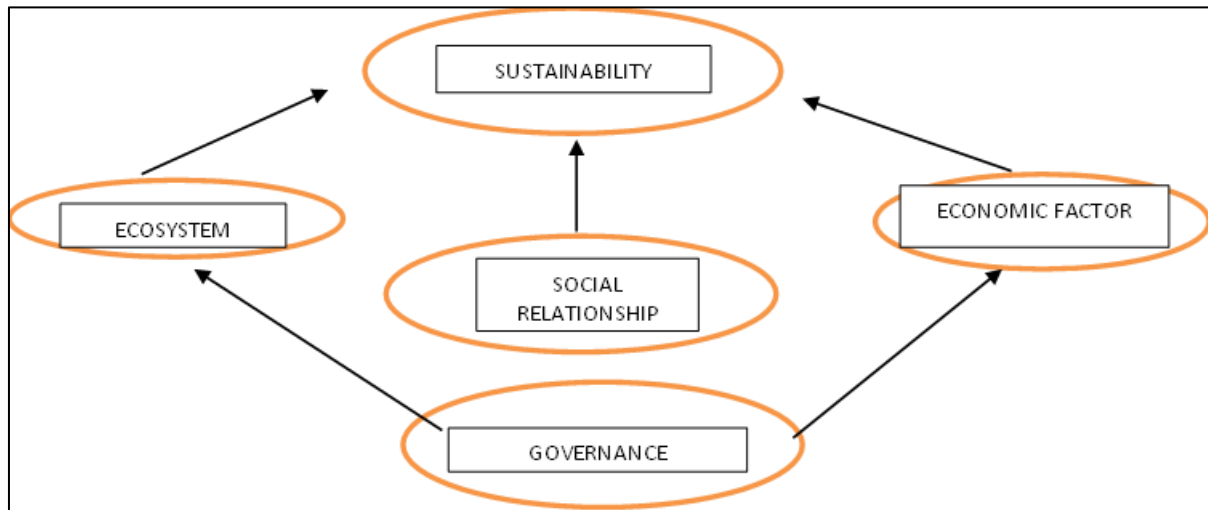 SUSTAINABILITY
ECOSYSTEM
ECONOMIC FACTOR
SOCIAL
RELATIONSHIP
GOVERNANCE